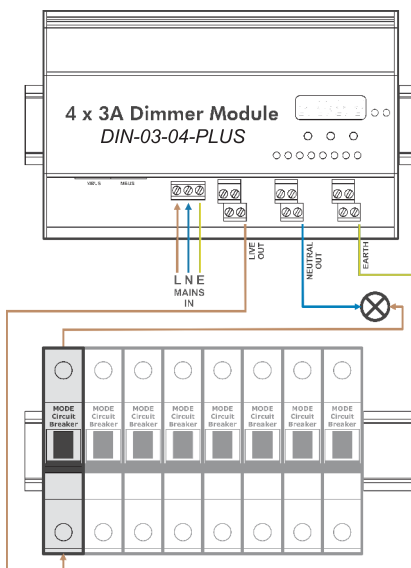 4 x 3A Dimmer Module
DIN-03-04-PLUS
L N E
MAINS
IN
LIVE
OUT
NEUTRAL
OUT
EARTH
MODE
Circuit
Breaker
MODE
Circuit
Breaker
MODE
Circuit
Breaker
MODE
Circuit
Breaker
MODE
Circuit
Breaker
MODE
Circuit
Breaker
MODE
Circuit
Breaker
MODE
Circuit
Breaker